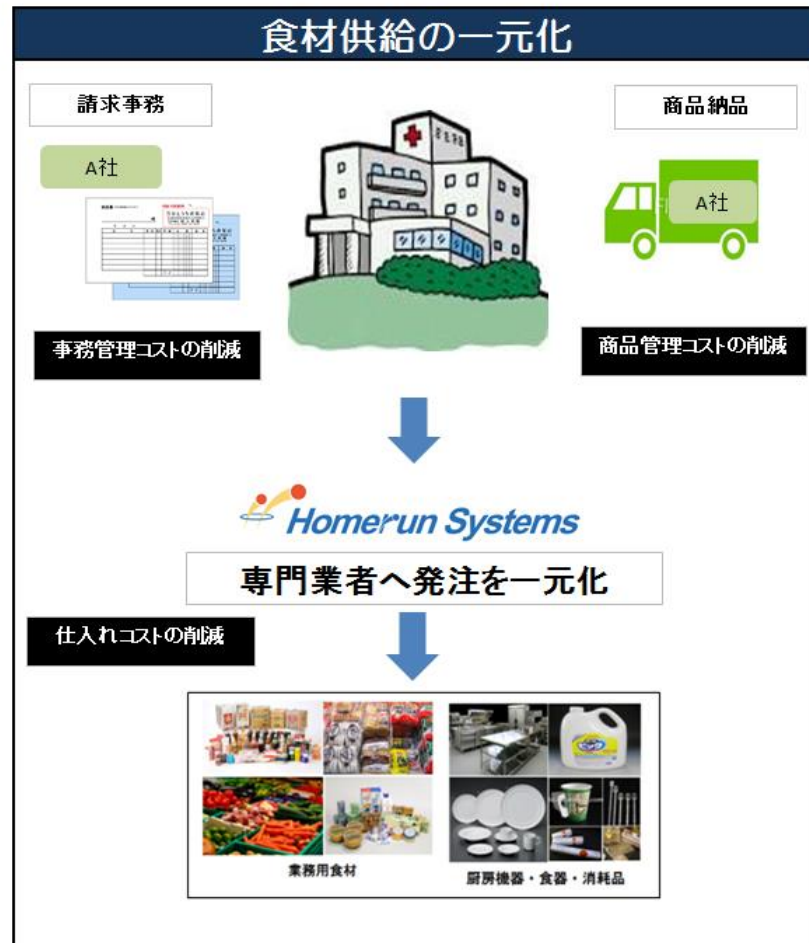 食材供給の一元化
請求事務
商品納品
A社
A社
事務管理コストの削減
商品管理コストの削減
Homerun Systems
専門業者へ発注を一元化
仕入れコストの削減
業務用食材
厨房機器・食器・消耗品